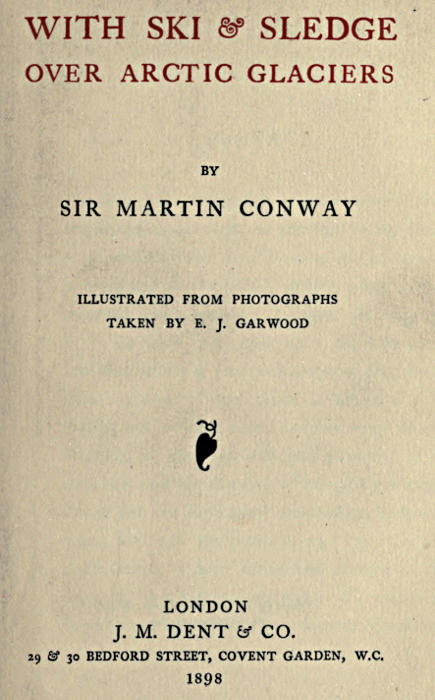 WITH SKI & SLEDGE
OVER ARCTIC GLACIERS
BY
SIR MARTIN CONWAY
ILLUSTRATED FROM PHOTOGRAPHS
TAKEN BY E. J. GARWOOD
LONDON
J. M. DENT & CO.
29 & 30 BEDFORD STREET, COVENT GARDEN, W.C.
1898